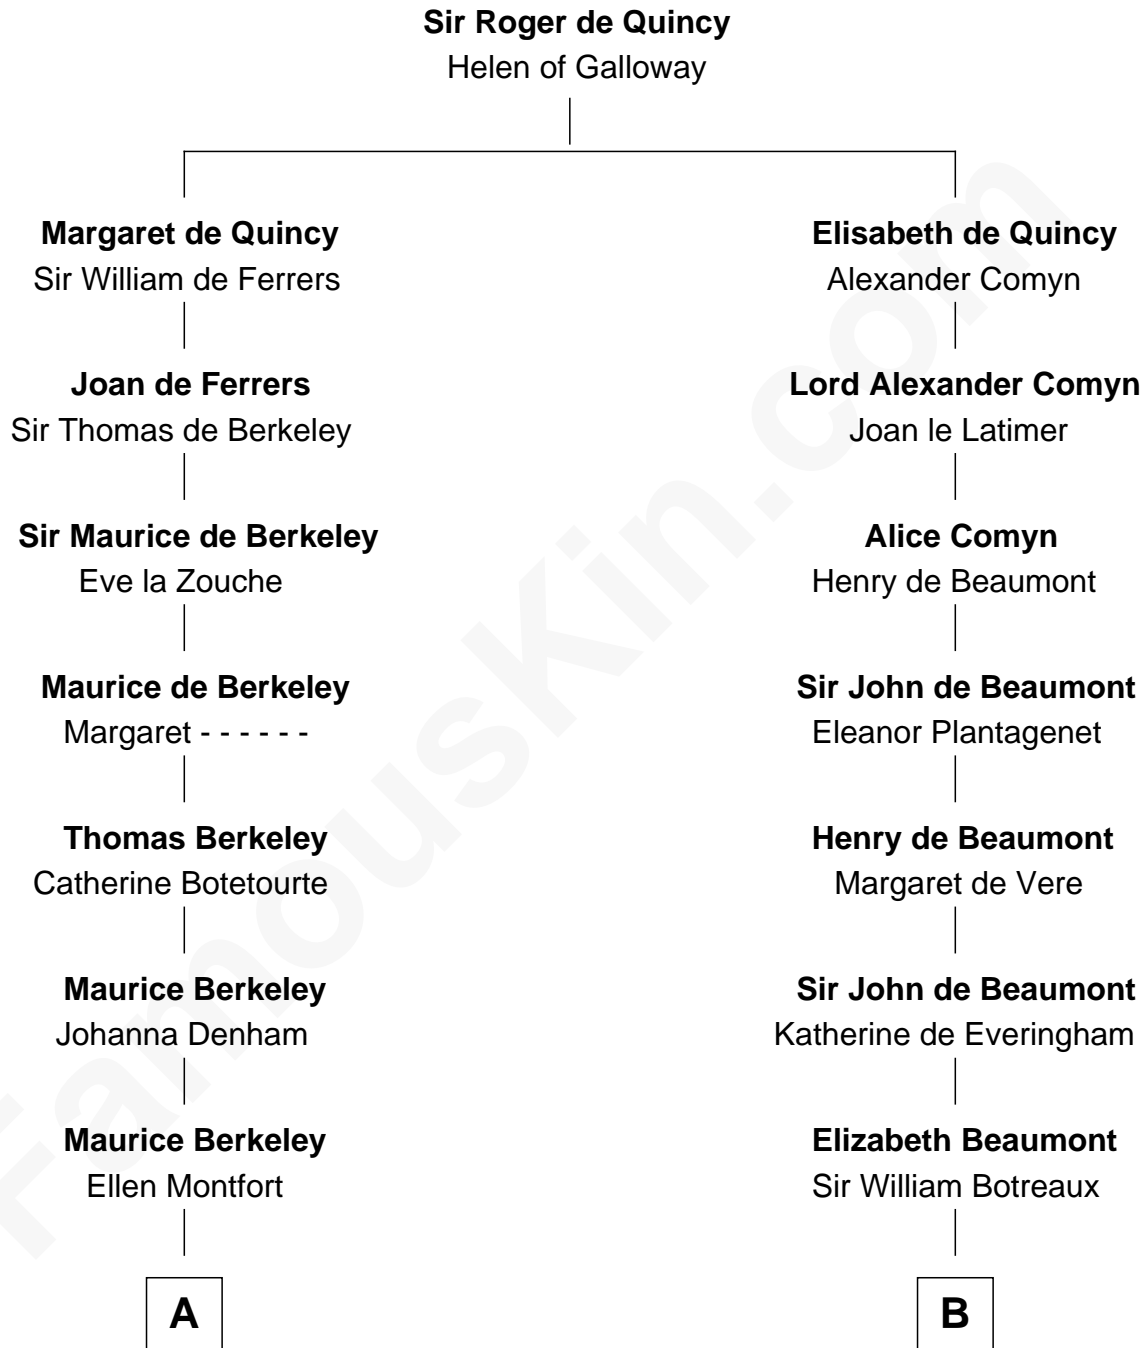 Sir Roger de Quincy
Helen of Galloway
Margaret de Quincy
Sir William de Ferrers
Elisabeth de Quincy
Alexander Comyn
Joan de Ferrers
Sir Thomas de Berkeley
Lord Alexander Comyn
Joan le Latimer
Sir Maurice de Berkeley
Eve la Zouche
Alice Comyn
Henry de Beaumont
Maurice de Berkeley
Margaret - - - - - -
Sir John de Beaumont
Eleanor Plantagenet
Thomas Berkeley
Catherine Botetourte
Henry de Beaumont
Margaret de Vere
Maurice Berkeley
Johanna Denham
Sir John de Beaumont
Katherine de Everingham
Maurice Berkeley
Ellen Montfort
Elizabeth Beaumont
Sir William Botreaux
A
B
FamousKin.com